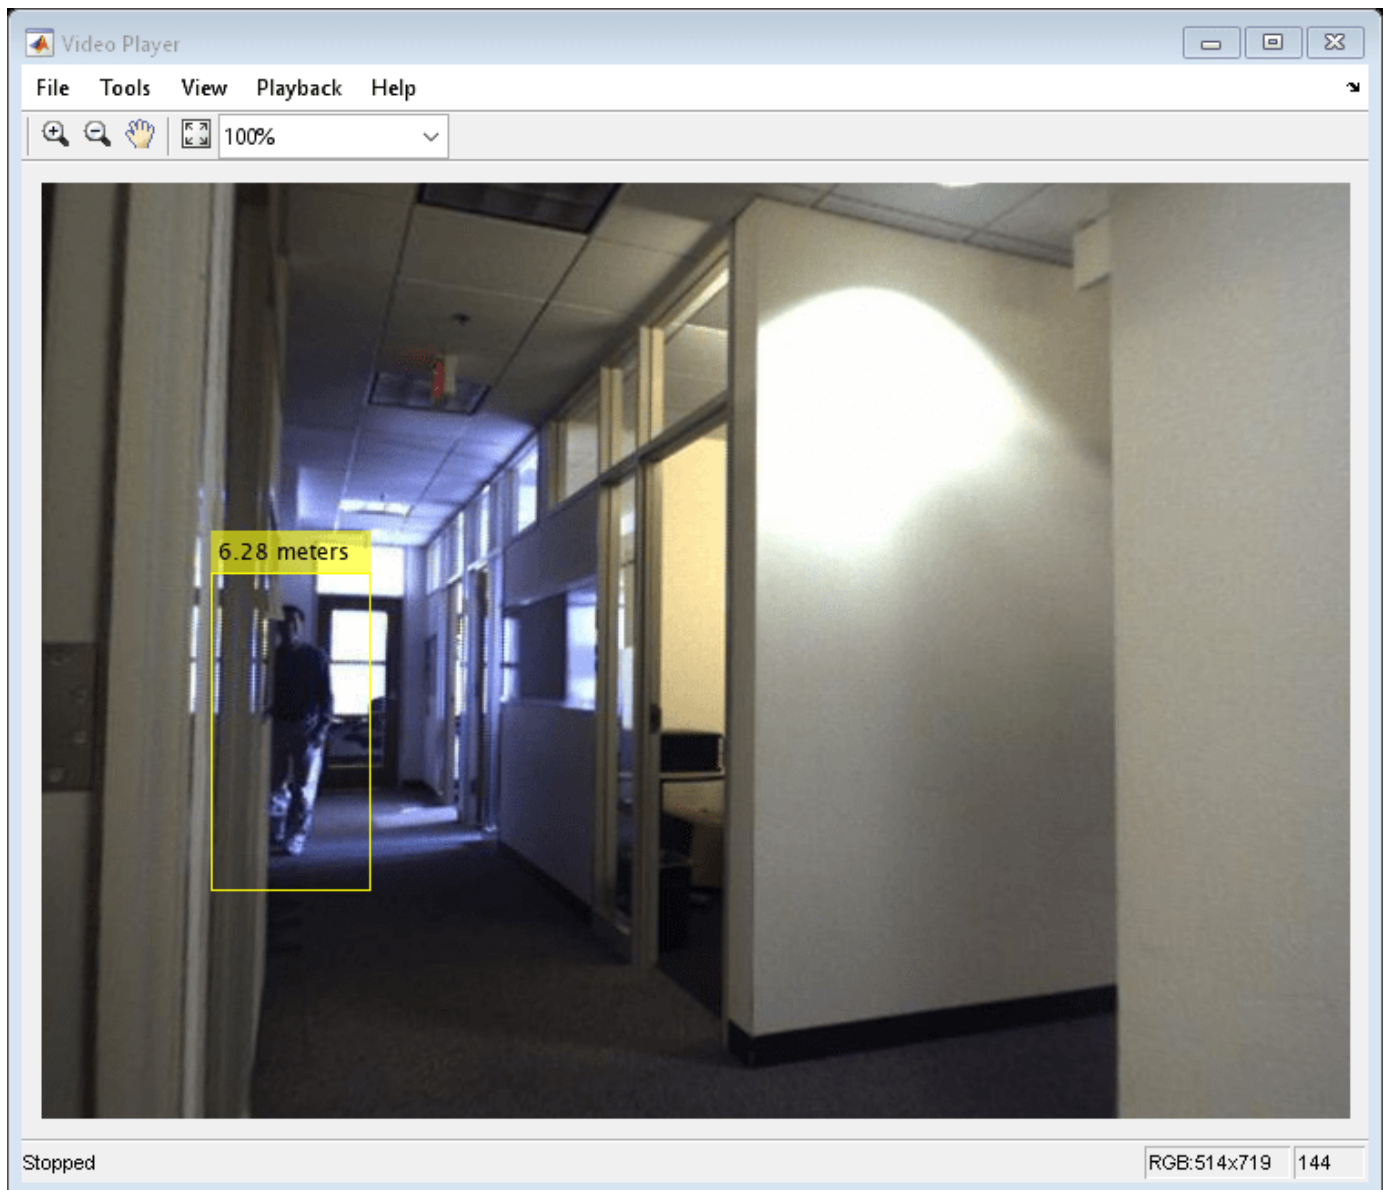 Video Player
File Tools View Playback Help
100%
6.28 meters
Stopped
RGB:514x719
144